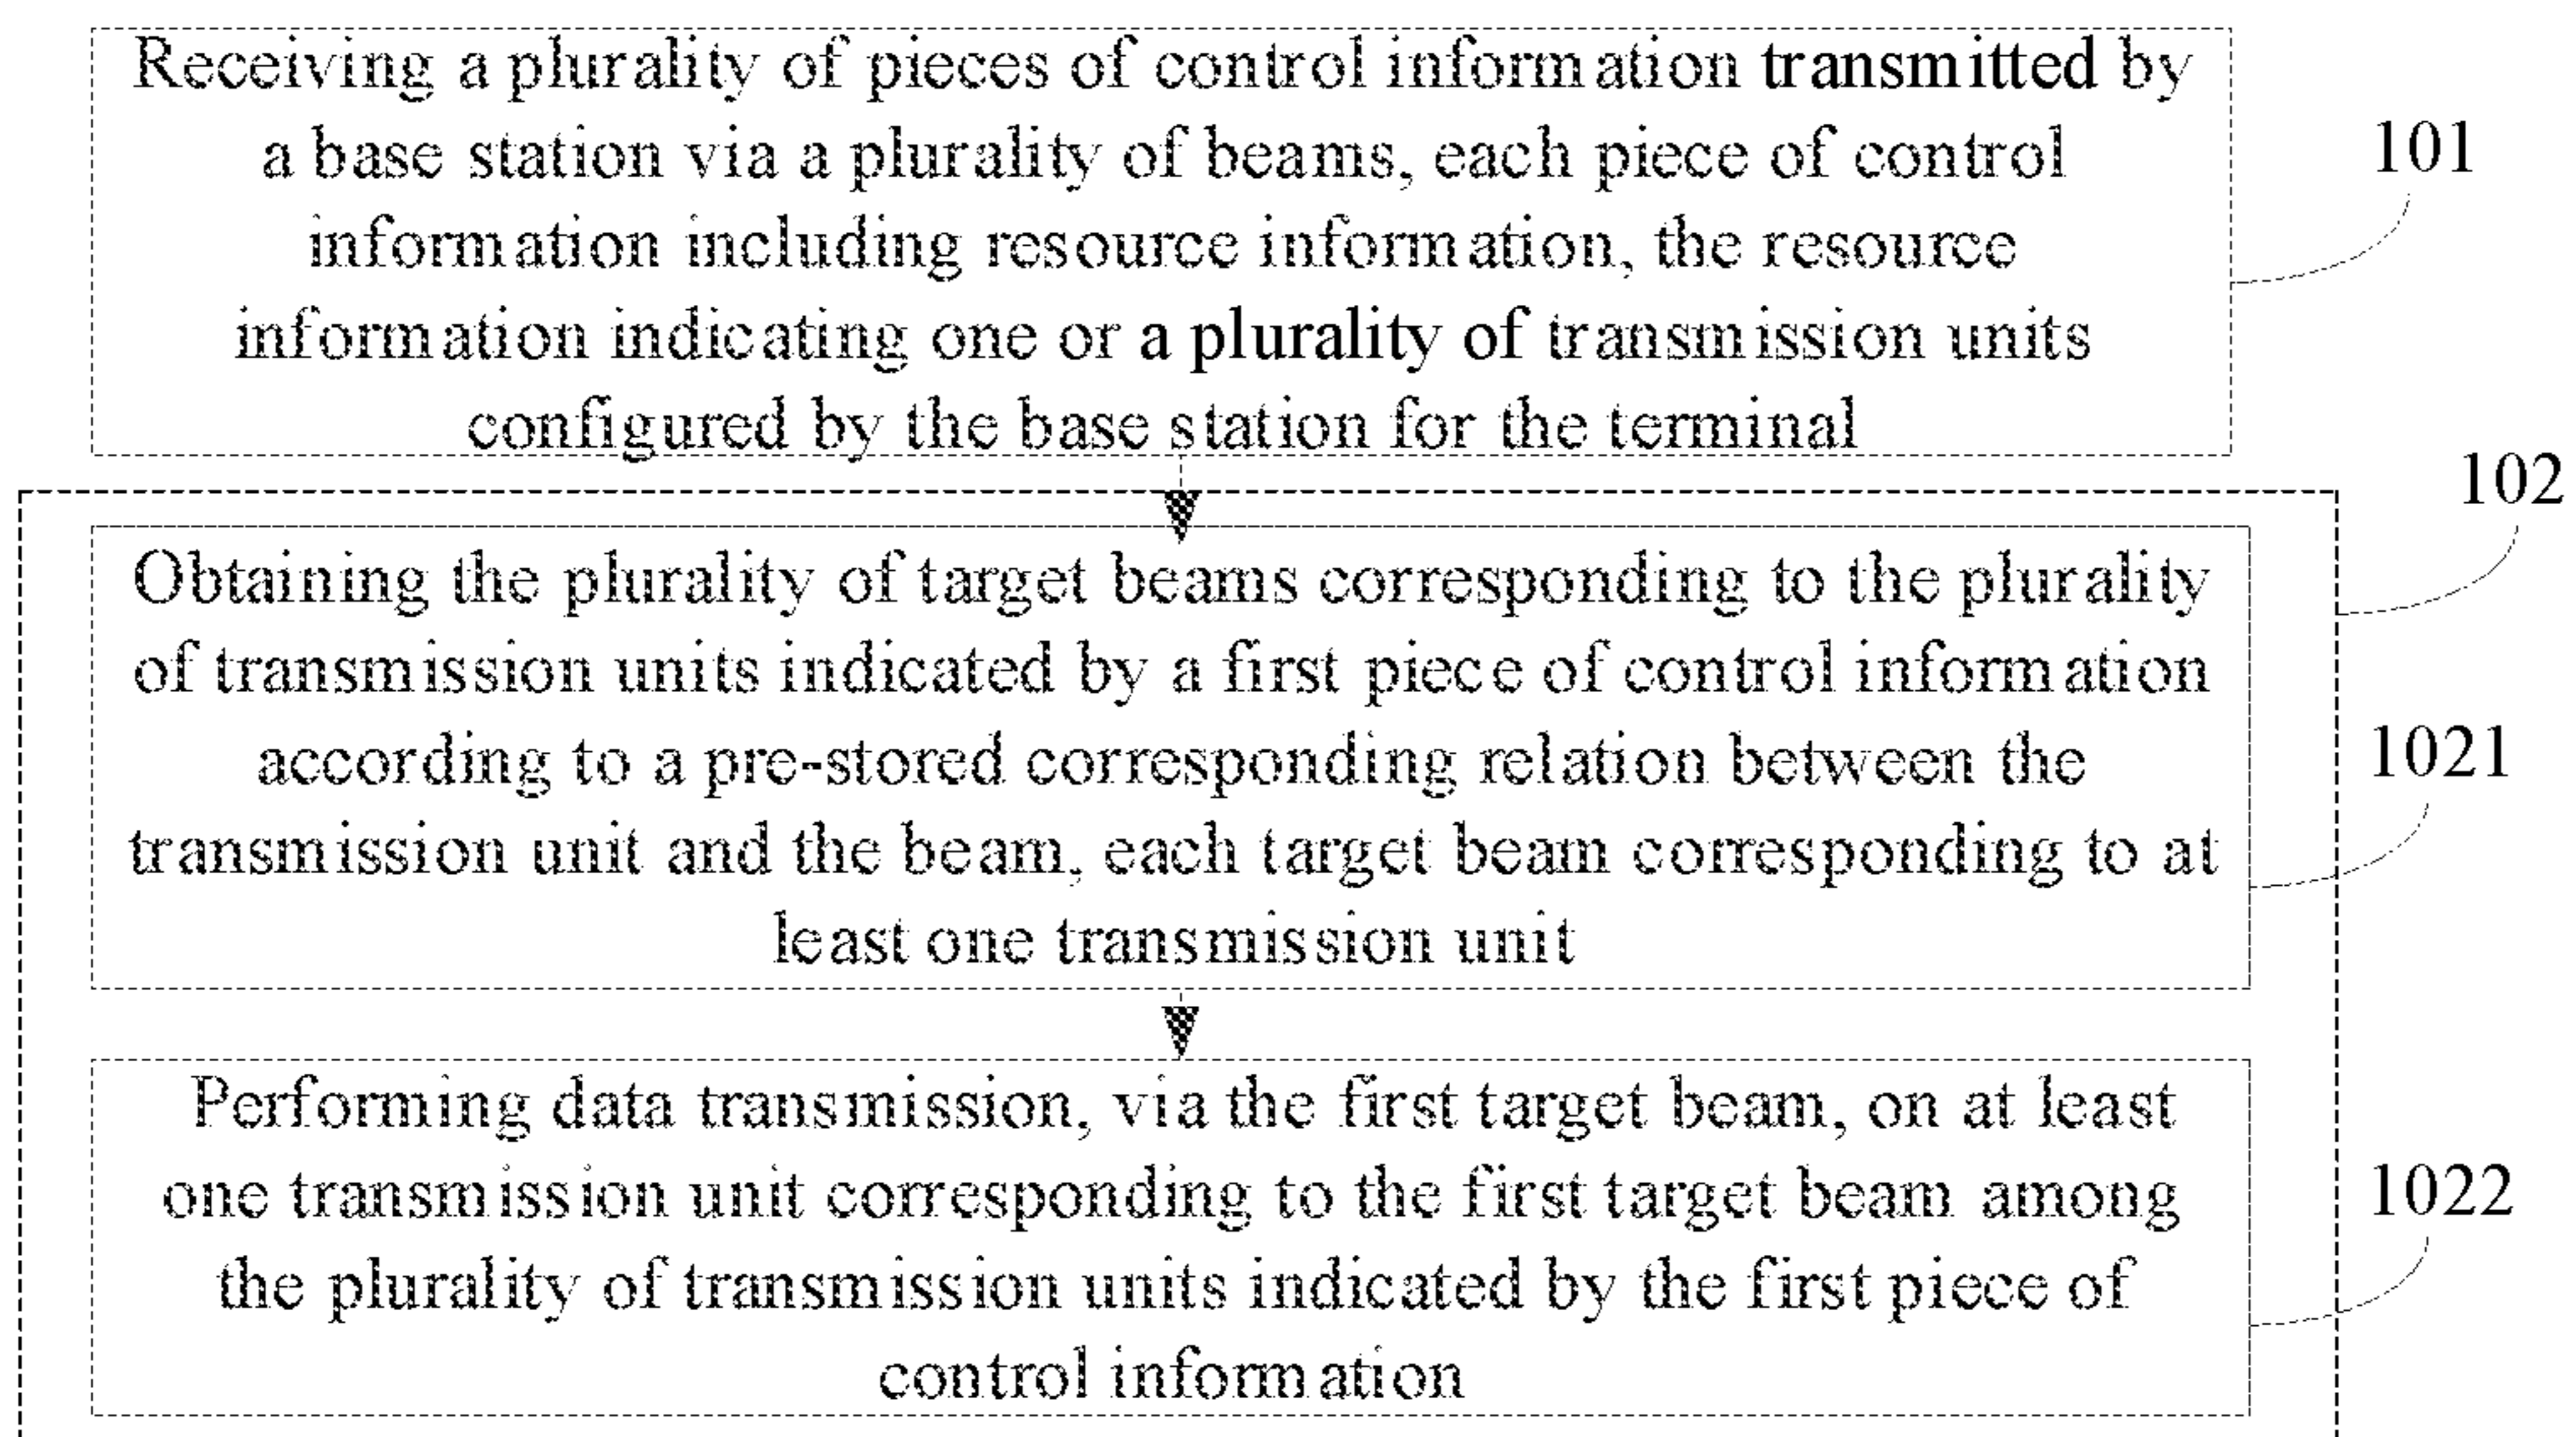 Receiving a plurality of pieces of control information transmitted by
a base station via a plurality of beams, each piece of control
information including resource information, the resource
information indicating one or a plurality of transmission units
configured by the base station for the terminal
101
102
Obtaining the plurality of target beams corresponding to the plurality
of transmission units indicated by a first piece of control information
according to a pre-stored corresponding relation between the
transmission unit and the beam, each target beam corresponding to at
least one transmission unit
1021
Performing data transmission, via the first target beam, on at least
one transmission unit corresponding to the first target beam among
the plurality of transmission units indicated by the first piece of
control information
1022